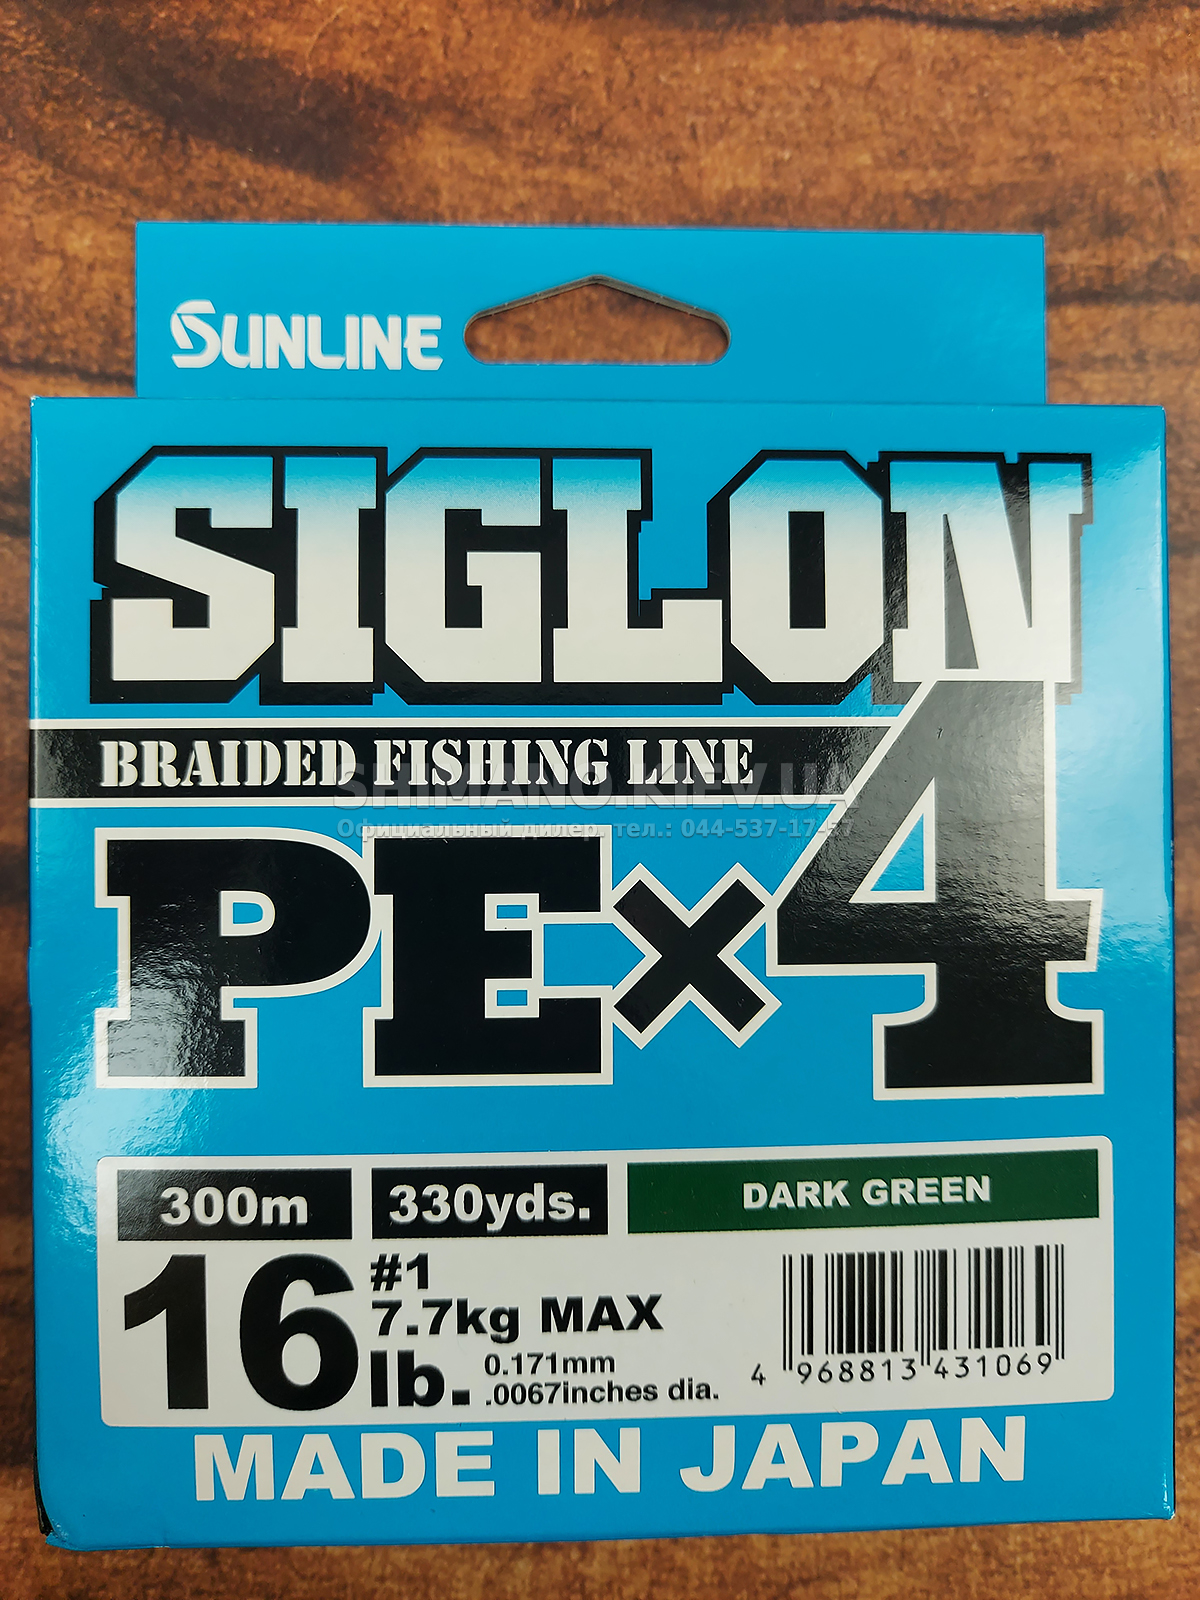 SUNLINE
SIGLON
BRAIDED FISHING LINE
SHIMANO.KIEV.UA
Официальный дилер. тел.: 044-537-17-57
PE×4
300m 330yds. DARK GREEN
#1
7.7kg MAX
16 lb. 0.171mm
.0067inches dia.
4 968813 431069
MADE IN JAPAN